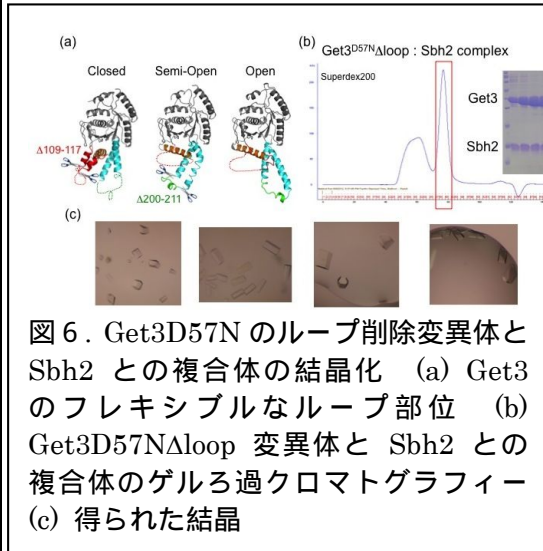 (a)
Closed
Semi-Open
Open
Δ109-117
Δ200-211
(b)
Get3D57NΔloop : Sbh2 complex
Superdex200
Get3
Sbh2
(c)
図６. Get3D57N のループ削除変異体と
Sbh2 との複合体の結晶化 (a) Get3
のフレキシブルなループ部位 (b)
Get3D57NΔloop 変異体と Sbh2 との
複合体のゲルろ過クロマトグラフィー
(c) 得られた結晶